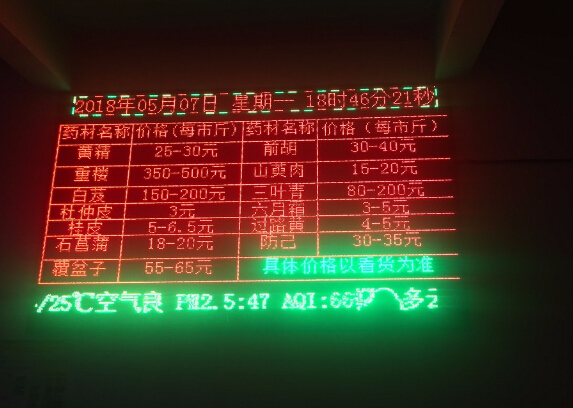 2018年05月07日 星期一 18时46分21秒
药材名称 价格(每市斤) 药材名称 价格(每市斤)
黄精 25-30元 前胡 30-40元
重楼 350-500元 山萸肉 15-20元
白芨 150-200元 三叶青 80-200元
杜仲皮 3元 六月霜 3-5元
桂皮 5-6.5元 过路黄 4-5元
石菖蒲 18-20元 防己 30-35元
覆盆子 55-65元 具体价格以看货为准
/25℃空气良 PM2.5:47 AQI:66 多云